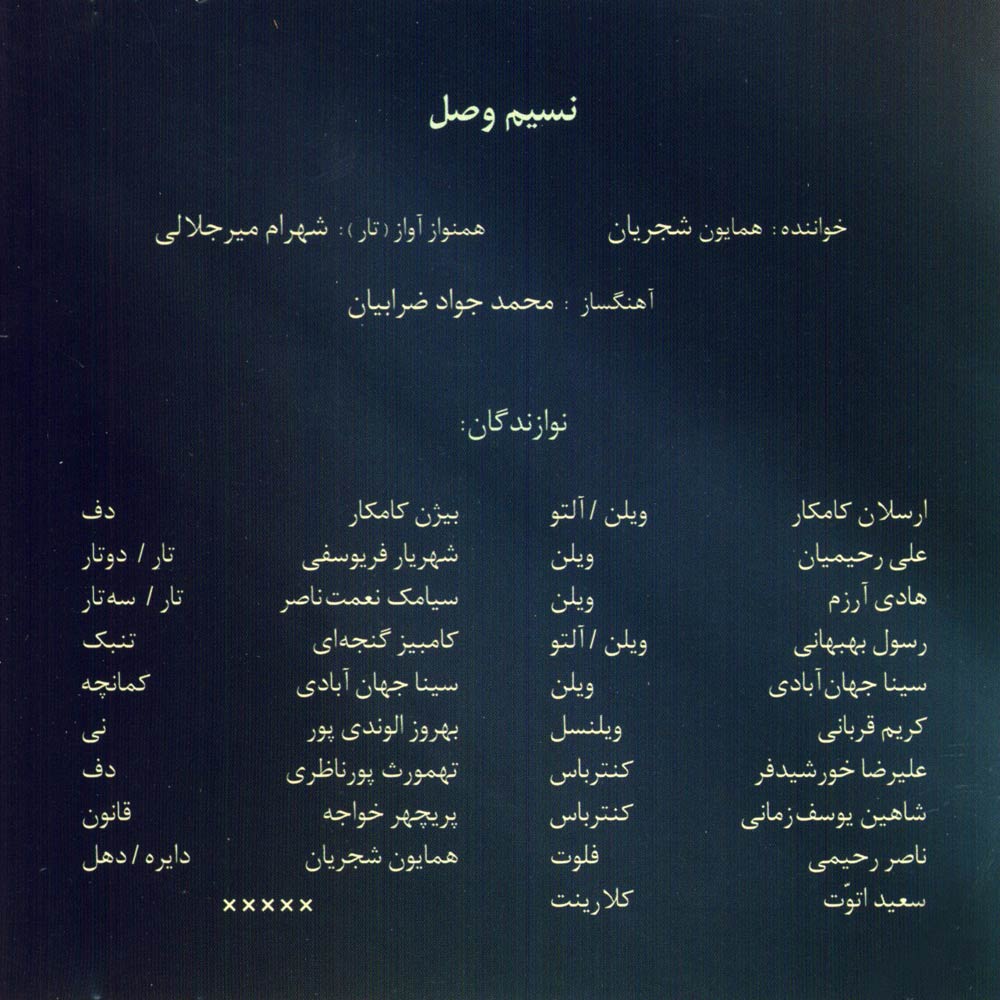 نسیم وصل
خواننده: همایون شجریان همنواز آواز (تار): شهرام میرجلالی
آهنگساز : محمد جواد ضرابیان
نوازندگان:
ارسلان کامکار ویلن / آلتو بیژن کامکار دف
علی رحیمیان ویلن شهریار فریوسفی تار / دوتار
هادی آرزم ویلن سیامک نعمت‌ناصر تار / سه‌تار
رسول بهبهانی ویلن / آلتو کامبیز گنجه‌ای تنبک
سینا جهان‌آبادی ویلن سینا جهان آبادی کمانچه
کریم قربانی ویلنسل بهروز الوندی پور نی
علیرضا خورشیدفر کنترباس تهمورث پورناظری دف
شاهین یوسف‌زمانی کنترباس پریچهر خواجه قانون
ناصر رحیمی فلوت همایون شجریان دایره / دهل
سعید اتوّت کلارینت ×××××